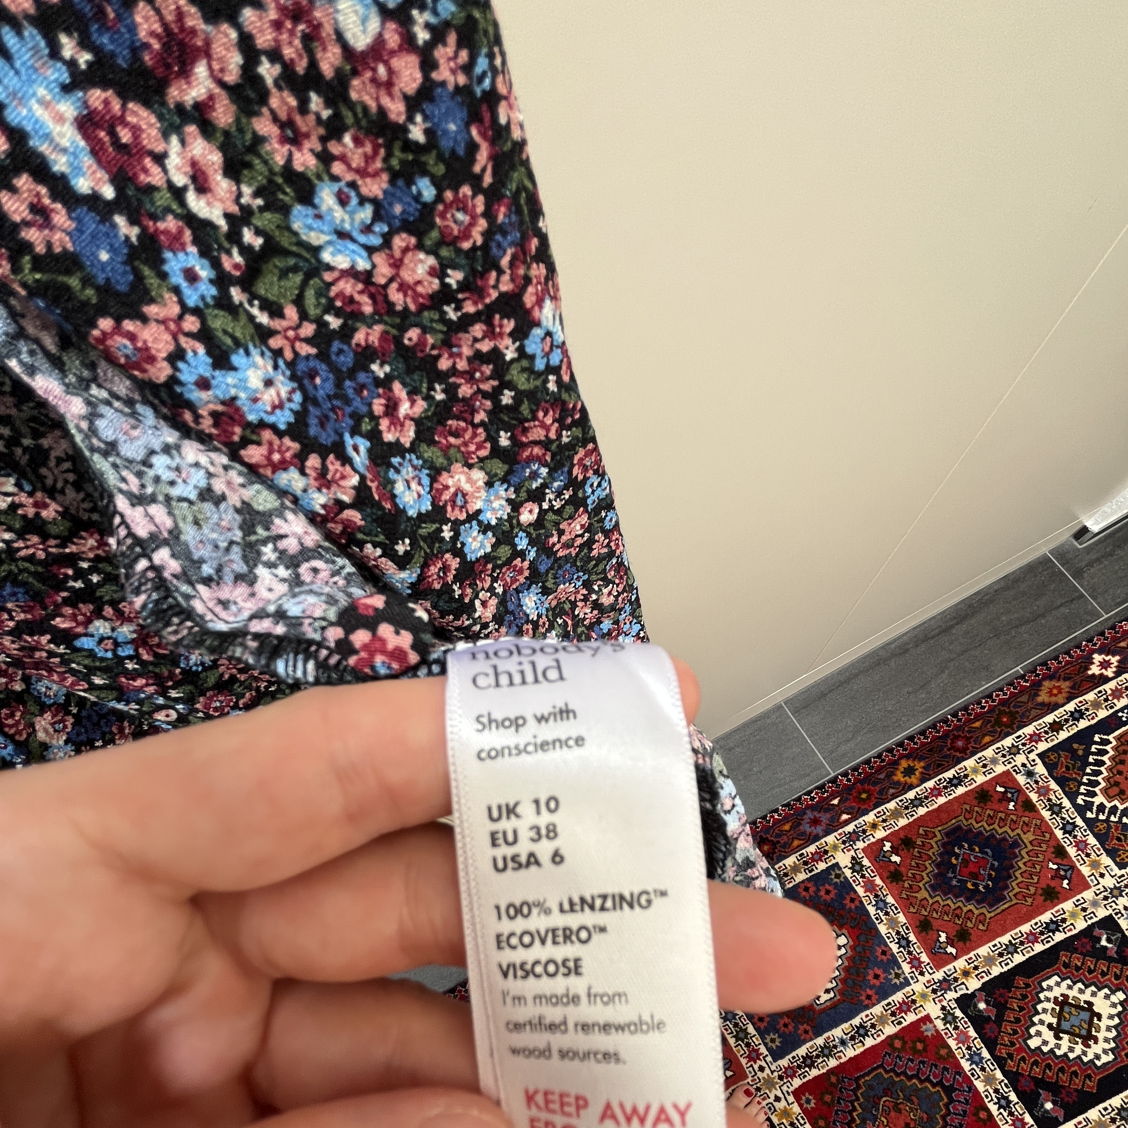 nobody's
child
Shop with
conscience
UK 10
EU 38
USA 6
100% LENZING™
ECOVERO™
VISCOSE
I'm made from
certified renewable
wood sources.
KEEP AWAY